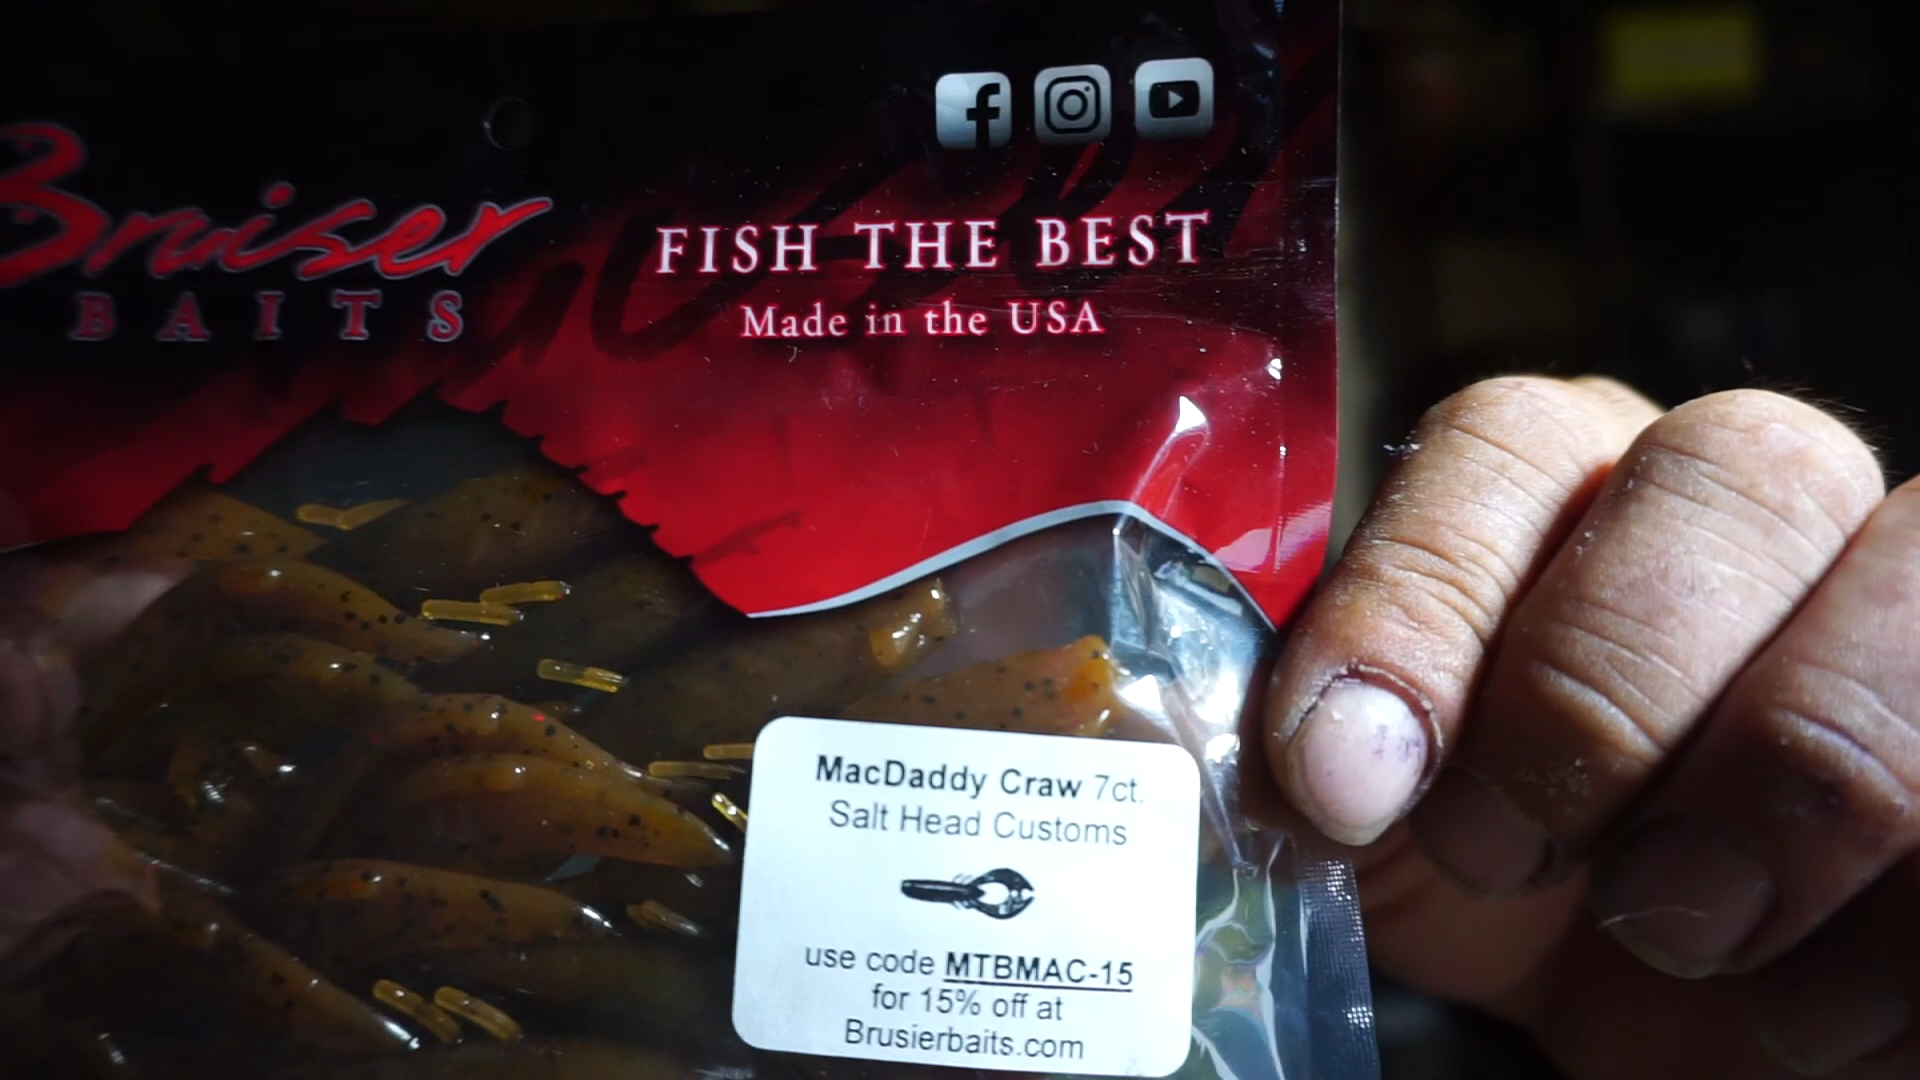 Bruiser
BAITS
FISH THE BEST
Made in the USA
MacDaddy Craw 7ct.
Salt Head Customs
use code MTBMAC-15
for 15% off at
Brusierbaits.com